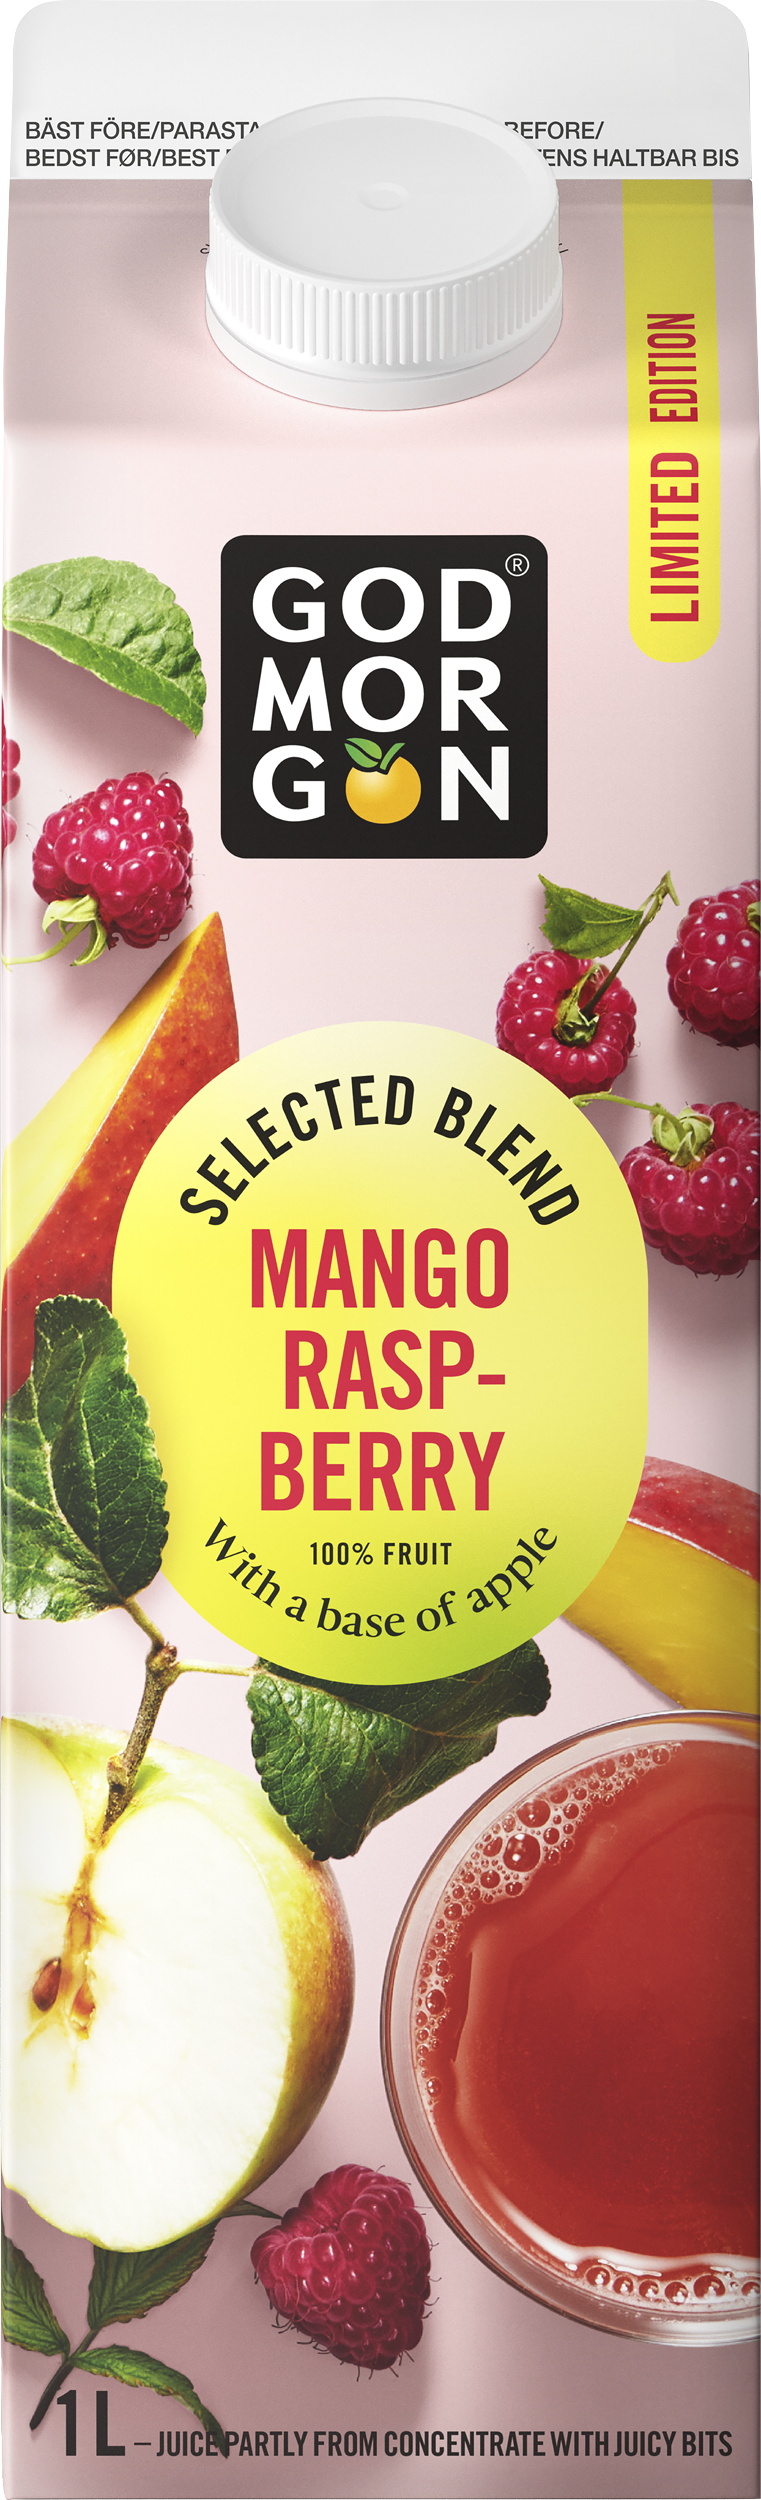 BÄST FÖRE/PARASTA BEFORE/
BEDST FØR/BEST HALTBAR BIS
LIMITED EDITION
GOD®
MOR
GON
SELECTED BLEND
MANGO
RASP-
BERRY
100% FRUIT
With a base of apple
1L – JUICE PARTLY FROM CONCENTRATE WITH JUICY BITS